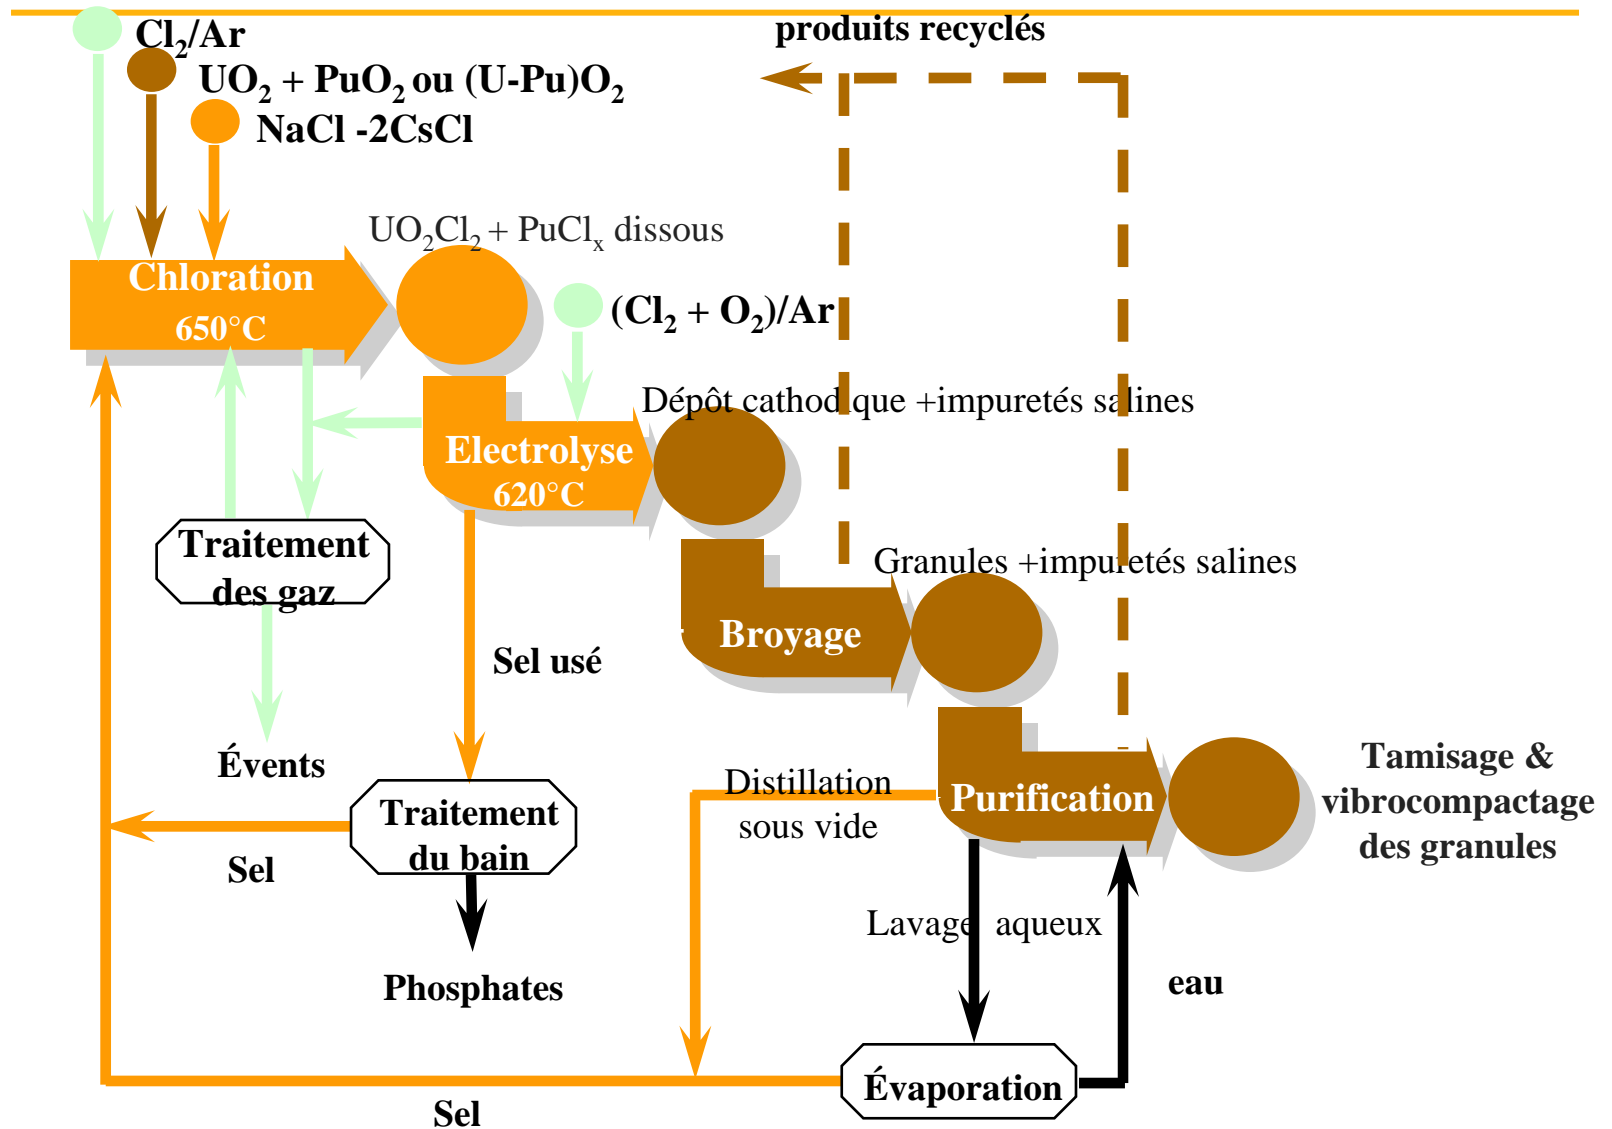 produits recyclés
Cl2/Ar
UO2 + PuO2 ou (U-Pu)O2
NaCl -2CsCl
UO2Cl2 + PuClx dissous
Chloration
650°C
(Cl2 + O2)/Ar
Dépôt cathodique +impuretés salines
Electrolyse
620°C
Traitement
des gaz
Granules +impuretés salines
Broyage
Sel usé
Évents
Distillation
sous vide
Purification
Tamisage &
vibrocompactage
des granules
Traitement
du bain
Sel
Lavage aqueux
Phosphates
eau
Évaporation
Sel